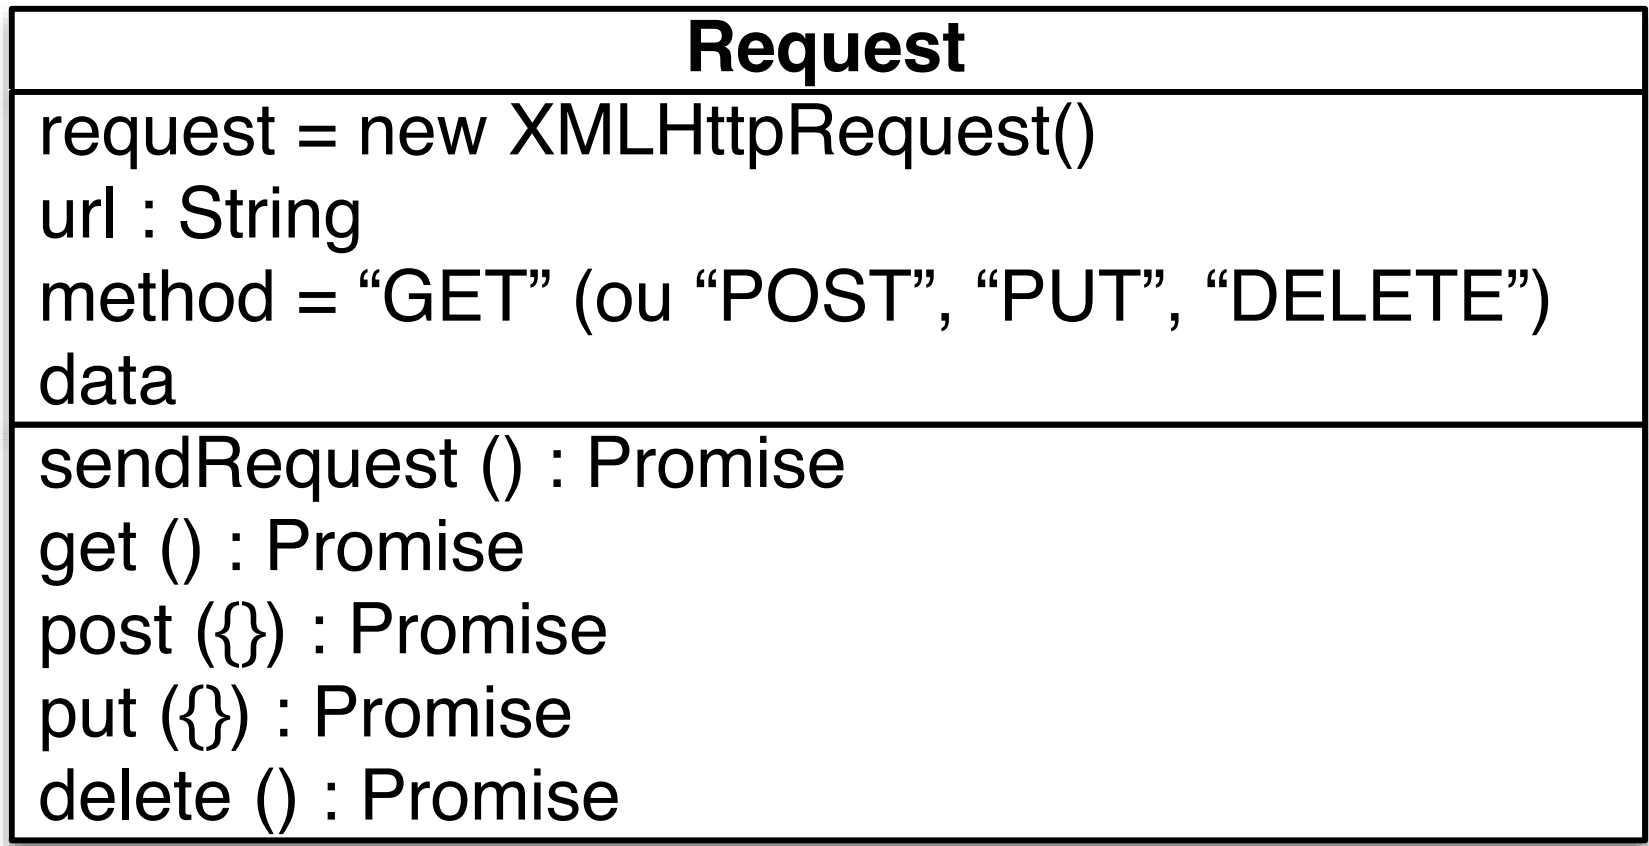 Request
request = new XMLHttpRequest()
url : String
method = “GET” (ou “POST”, “PUT”, “DELETE”)
data
sendRequest () : Promise
get () : Promise
post ({}) : Promise
put ({}) : Promise
delete () : Promise